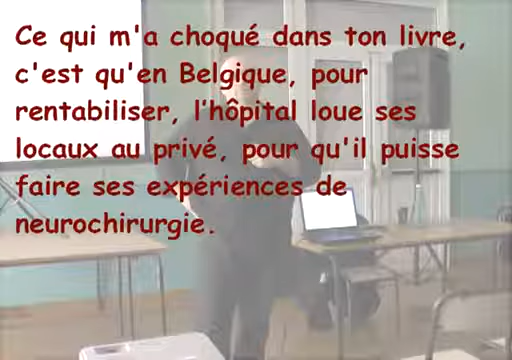 Ce qui m'a choqué dans ton livre,
c'est qu'en Belgique, pour
rentabiliser, l’hôpital loue ses
locaux au privé, pour qu'il puisse
faire ses expériences de
neurochirurgie.